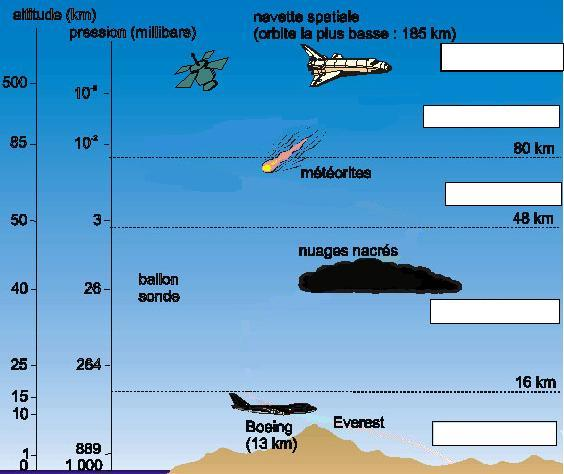 altitude (km)
pression (millibars)
navette spatiale
(orbite la plus basse : 185 km)
500
10⁻⁸
85
10⁻²
80 km
météorites
50
3
48 km
nuages nacrés
ballon
sonde
40
26
25
264
16 km
15
10
Boeing
(13 km)
Everest
1
889
0
1 000